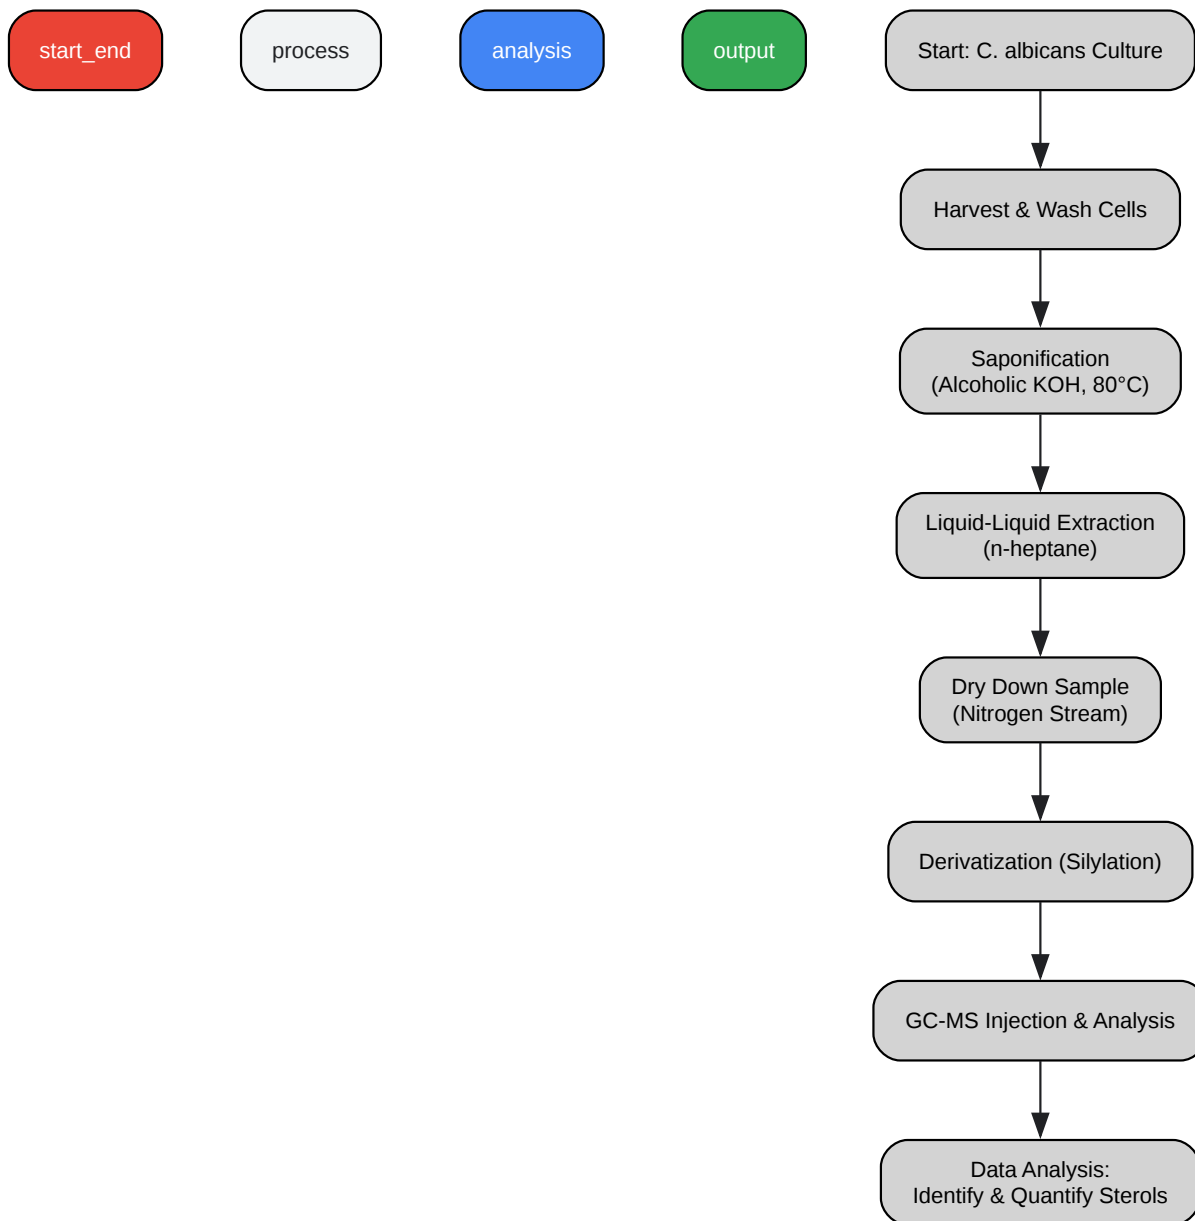 start_end
process
analysis
output
Start: C. albicans Culture
Harvest & Wash Cells
Saponification
(Alcoholic KOH, 80°C)
Liquid-Liquid Extraction
(n-heptane)
Dry Down Sample
(Nitrogen Stream)
Derivatization (Silylation)
GC-MS Injection & Analysis
Data Analysis:
Identify & Quantify Sterols